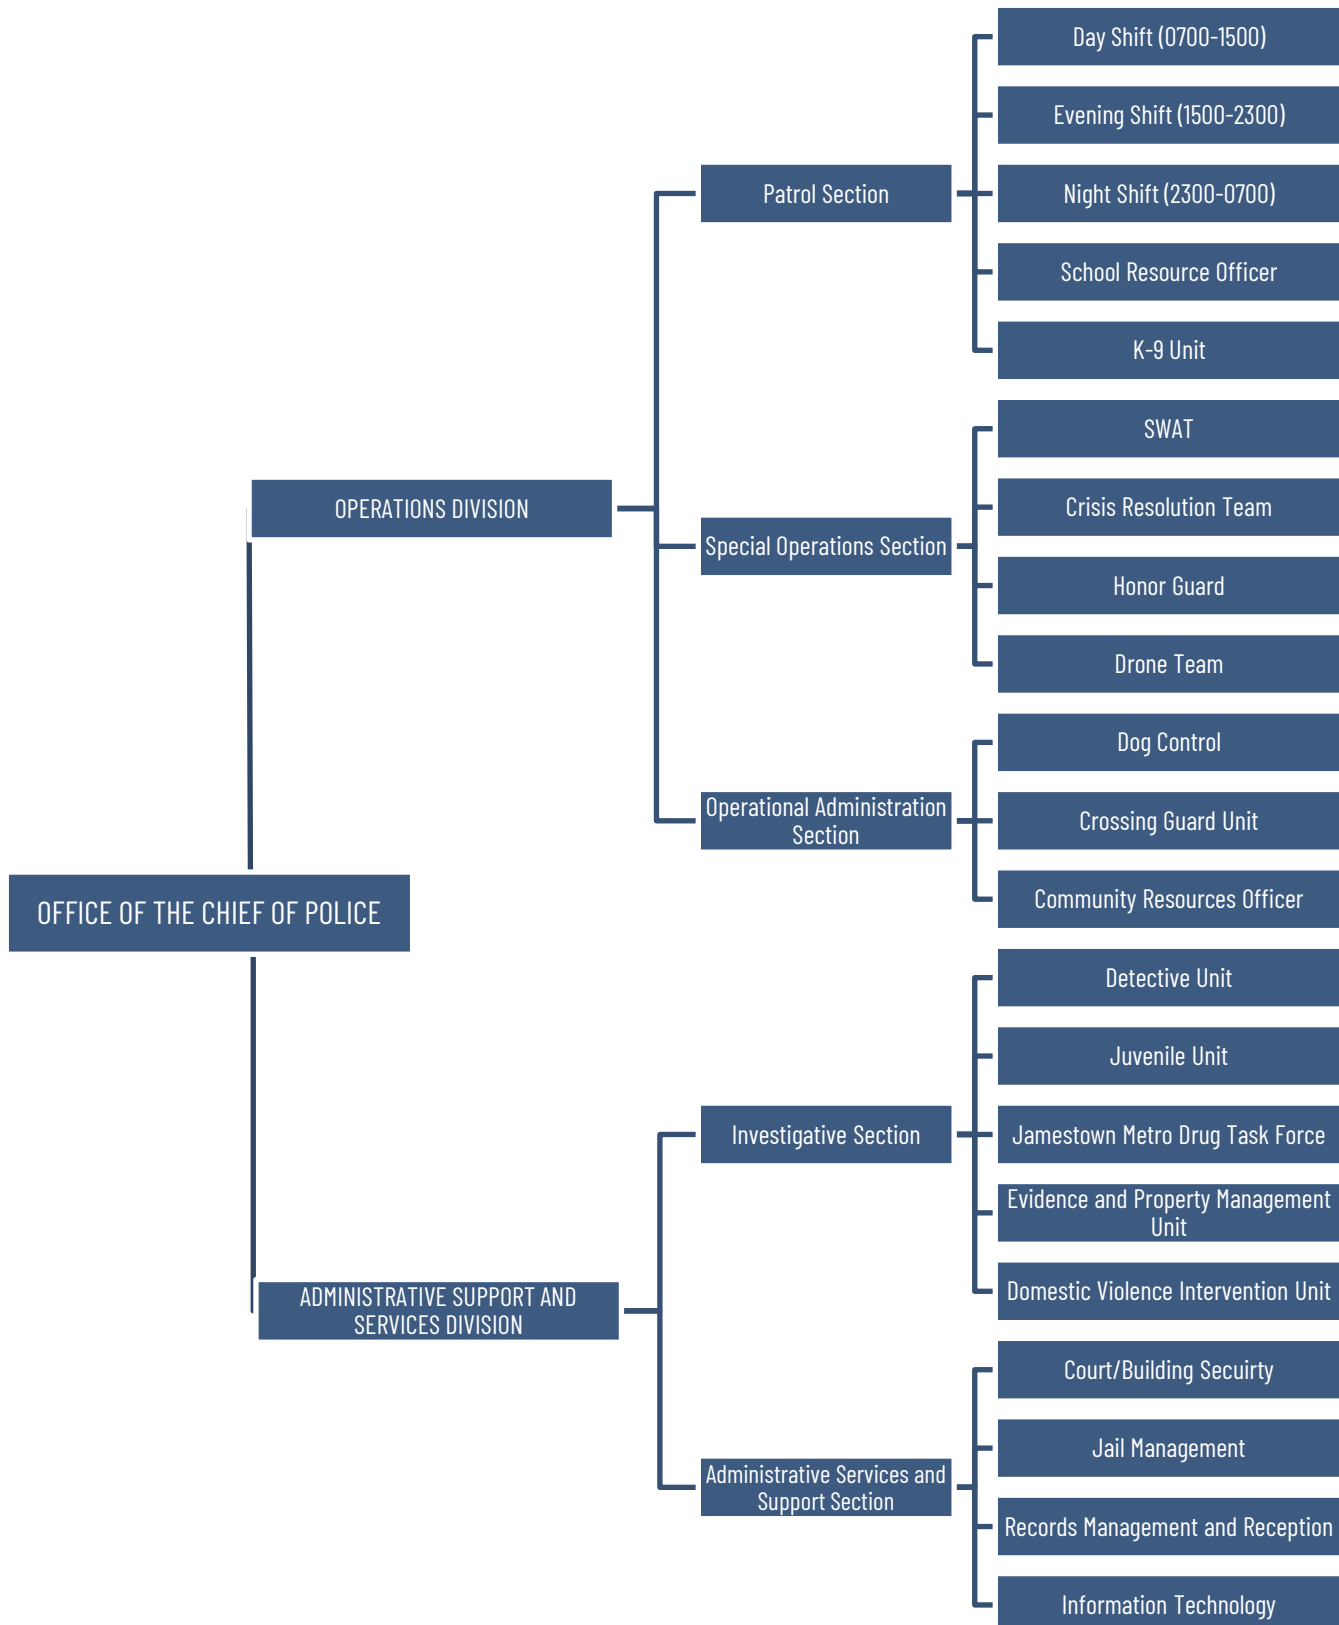 Day Shift (0700-1500)
Evening Shift (1500-2300)
Patrol Section
Night Shift (2300-0700)
School Resource Officer
K-9 Unit
SWAT
OPERATIONS DIVISION
Crisis Resolution Team
Special Operations Section
Honor Guard
Drone Team
Dog Control
Operational Administration
Section
Crossing Guard Unit
Community Resources Officer
OFFICE OF THE CHIEF OF POLICE
Detective Unit
Juvenile Unit
Investigative Section
Jamestown Metro Drug Task Force
Evidence and Property Management
Unit
Domestic Violence Intervention Unit
ADMINISTRATIVE SUPPORT AND
SERVICES DIVISION
Court/Building Secuirty
Jail Management
Administrative Services and
Support Section
Records Management and Reception
Information Technology